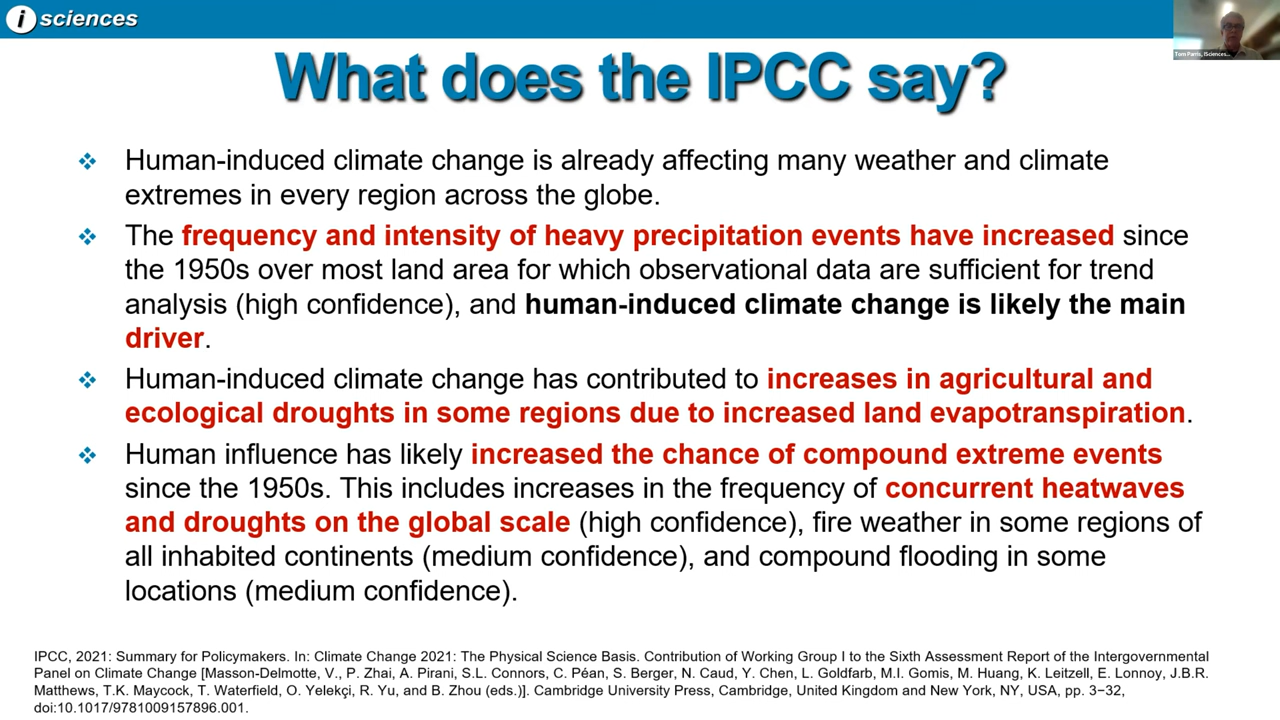 i sciences
Tom Parris, ISciences...
What does the IPCC say?
Human-induced climate change is already affecting many weather and climate
extremes in every region across the globe.
The frequency and intensity of heavy precipitation events have increased since
the 1950s over most land area for which observational data are sufficient for trend
analysis (high confidence), and human-induced climate change is likely the main
driver.
Human-induced climate change has contributed to increases in agricultural and
ecological droughts in some regions due to increased land evapotranspiration.
Human influence has likely increased the chance of compound extreme events
since the 1950s. This includes increases in the frequency of concurrent heatwaves
and droughts on the global scale (high confidence), fire weather in some regions of
all inhabited continents (medium confidence), and compound flooding in some
locations (medium confidence).
IPCC, 2021: Summary for Policymakers. In: Climate Change 2021: The Physical Science Basis. Contribution of Working Group I to the Sixth Assessment Report of the Intergovernmental
Panel on Climate Change [Masson-Delmotte, V., P. Zhai, A. Pirani, S.L. Connors, C. Péan, S. Berger, N. Caud, Y. Chen, L. Goldfarb, M.I. Gomis, M. Huang, K. Leitzell, E. Lonnoy, J.B.R.
Matthews, T.K. Maycock, T. Waterfield, O. Yelekçi, R. Yu, and B. Zhou (eds.)]. Cambridge University Press, Cambridge, United Kingdom and New York, NY, USA, pp. 3−32,
doi:10.1017/9781009157896.001.